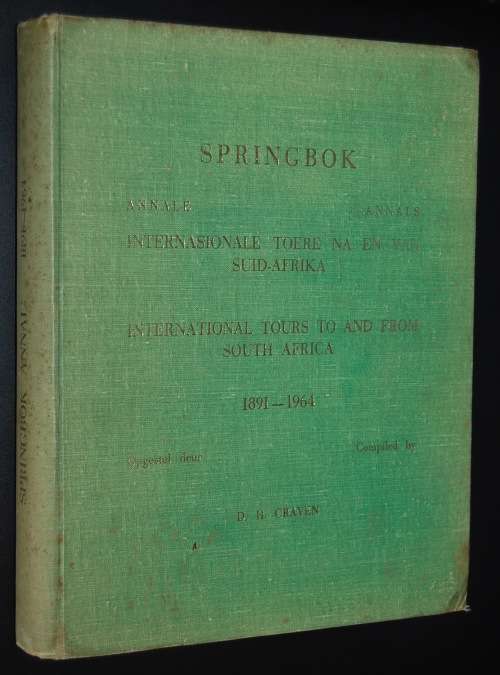 SPRINGBOK
ANNALE ANNALS
INTERNASIONALE TOERE NA EN VAN
SUID-AFRIKA
INTERNATIONAL TOURS TO AND FROM
SOUTH AFRICA
1891—1964
Opgestel deur Compiled by
D. H. CRAVEN
SPRINGBOK ANNALS 1891-1964